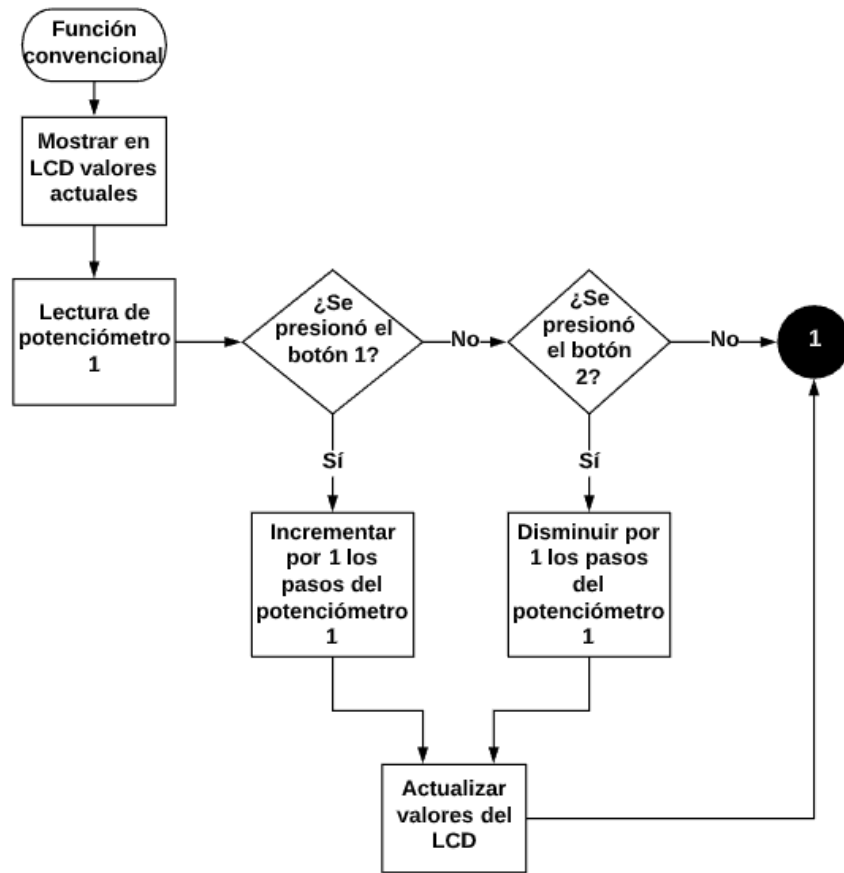 Función
convencional
Mostrar en
LCD valores
actuales
Lectura de
potenciómetro
1
¿Se
presionó el
botón 1?
No
¿Se
presionó
el botón
2?
No
1
Sí
Sí
Incrementar
por 1 los
pasos del
potenciómetro
1
Disminuir por
1 los pasos
del
potenciómetro
1
Actualizar
valores del
LCD